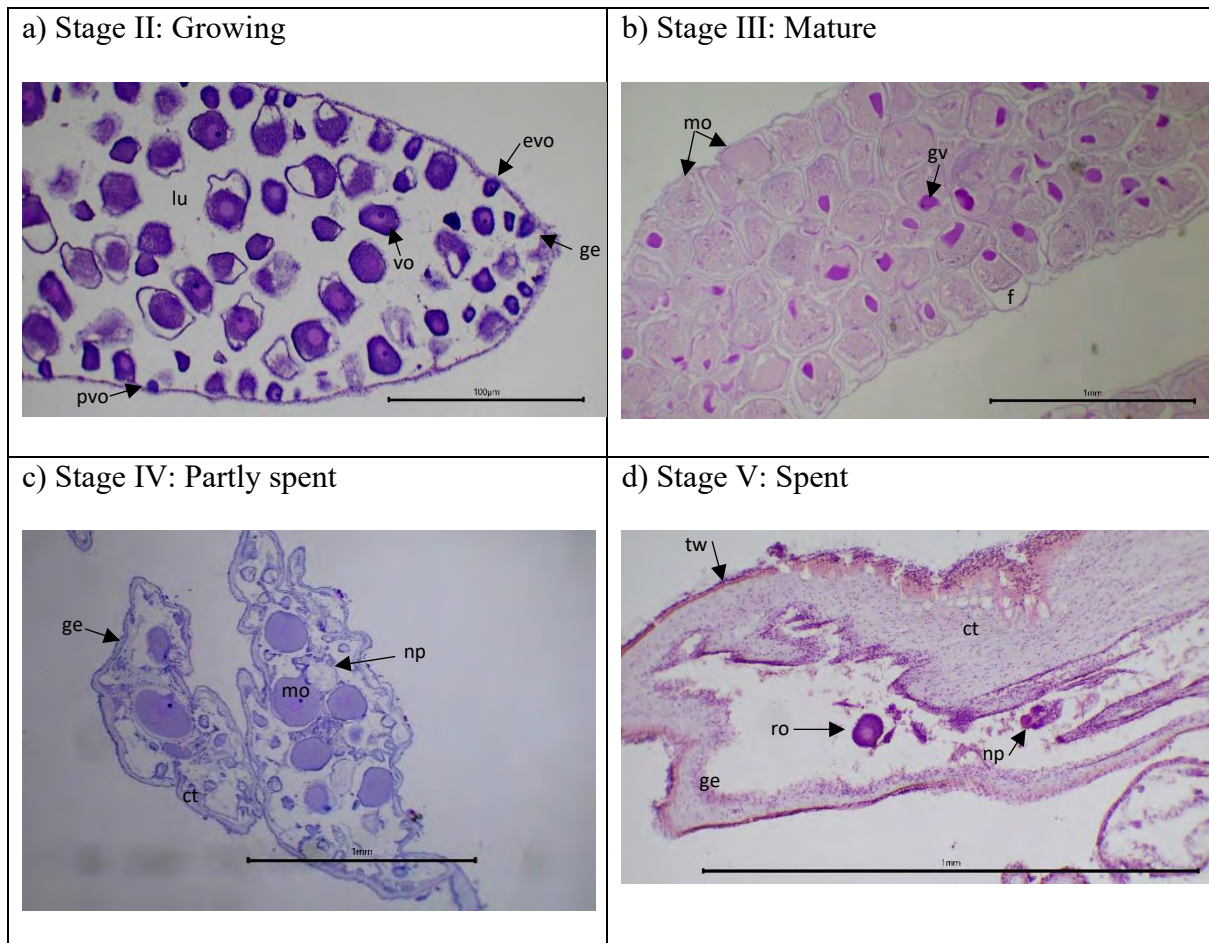 a) Stage II: Growing
evo
lu
vo
ge
pvo
100µm
b) Stage III: Mature
mo
gv
f
1mm
c) Stage IV: Partly spent
ge
np
mo
ct
1mm
d) Stage V: Spent
tw
ct
ro
np
ge
1mm